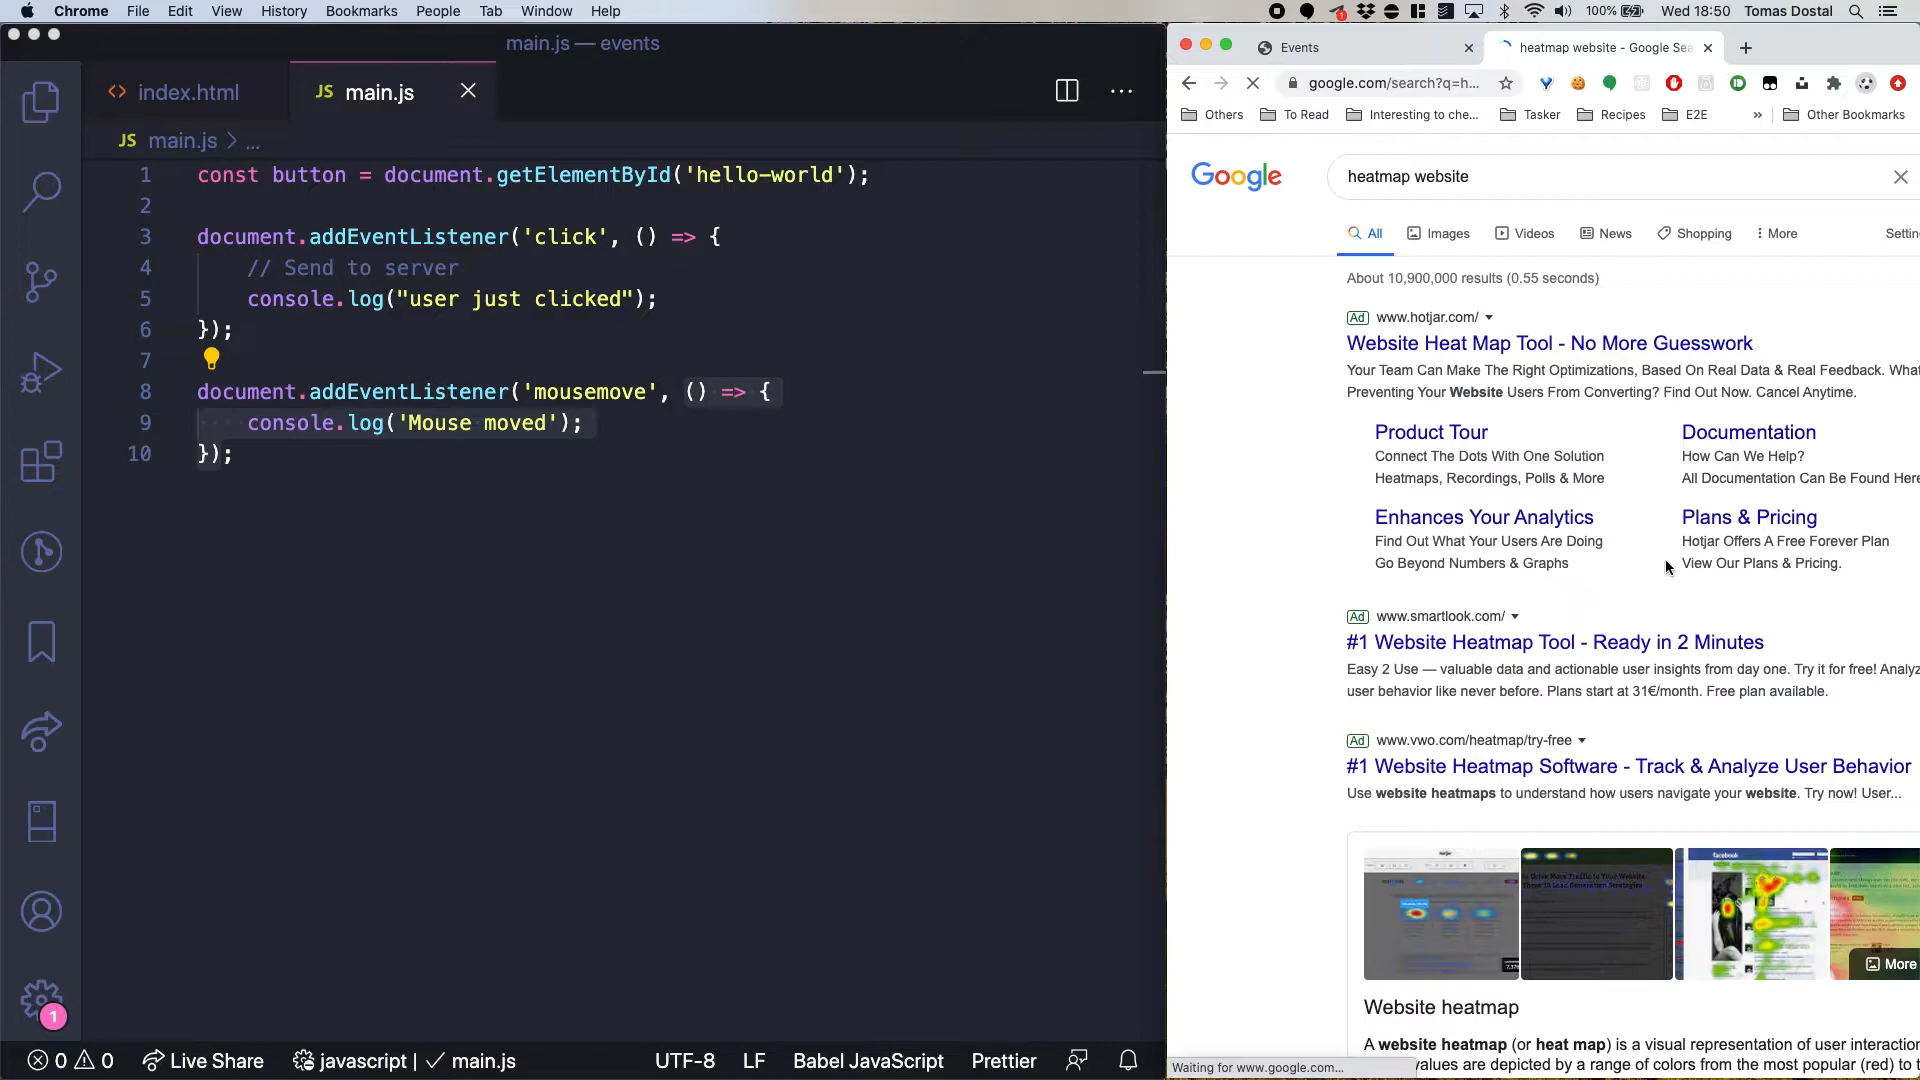 Chrome File Edit View History Bookmarks People Tab Window Help
1 100% Wed 18:50 Tomas Dostal
main.js — events
<> index.html JS main.js
JS main.js > ...
1 const button = document.getElementById('hello-world');
2
3 document.addEventListener('click', () => {
4 // Send to server
5 console.log("user just clicked");
6 });
7
8 document.addEventListener('mousemove', () => {
9 console.log('Mouse moved');
10 });
1
0 0 Live Share javascript | main.js UTF-8 LF Babel JavaScript Prettier
Events heatmap website - Google Sea
google.com/search?q=h...
Others To Read Interesting to che... Tasker Recipes E2E » Other Bookmarks
Google heatmap website
All Images Videos News Shopping More Settin
About 10,900,000 results (0.55 seconds)
Ad www.hotjar.com/
Website Heat Map Tool - No More Guesswork
Your Team Can Make The Right Optimizations, Based On Real Data & Real Feedback. What
Preventing Your Website Users From Converting? Find Out Now. Cancel Anytime.
Product Tour
Connect The Dots With One Solution
Heatmaps, Recordings, Polls & More
Documentation
How Can We Help?
All Documentation Can Be Found Here
Enhances Your Analytics
Find Out What Your Users Are Doing
Go Beyond Numbers & Graphs
Plans & Pricing
Hotjar Offers A Free Forever Plan
View Our Plans & Pricing.
Ad www.smartlook.com/
#1 Website Heatmap Tool - Ready in 2 Minutes
Easy 2 Use — valuable data and actionable user insights from day one. Try it for free! Analyz
user behavior like never before. Plans start at 31€/month. Free plan available.
Ad www.vwo.com/heatmap/try-free
#1 Website Heatmap Software - Track & Analyze User Behavior
Use website heatmaps to understand how users navigate your website. Try now! User...
facebook
More
Website heatmap
A website heatmap (or heat map) is a visual representation of user interaction
values are depicted by a range of colors from the most popular (red) to t
Waiting for www.google.com...